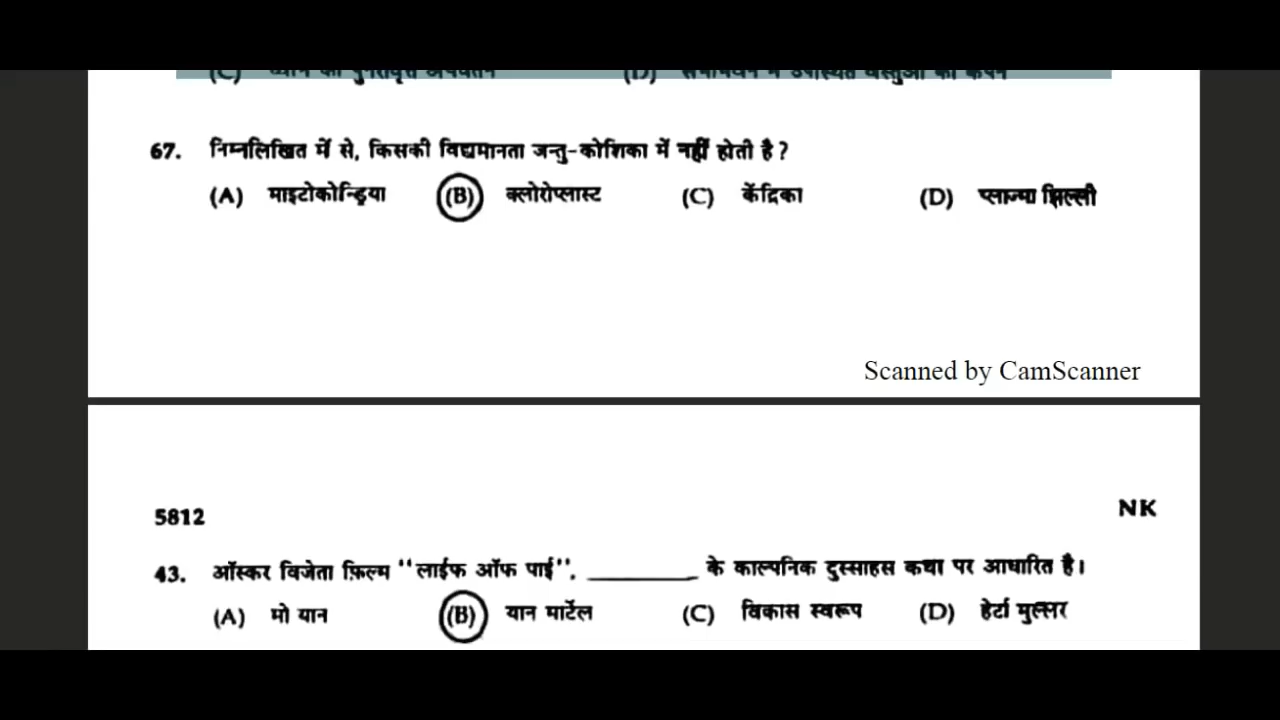 67. निम्नलिखित में से, किसकी विद्यमानता जन्तु-कोशिका में नहीं होती है?
(A) माइटोकोन्ड्रिया (B) क्लोरोप्लास्ट (C) केंद्रिका (D) प्लाज्मा झिल्ली
Scanned by CamScanner
5812 NK
43. ऑस्कर विजेता फ़िल्म "लाईफ ऑफ पाई", ________ के काल्पनिक दुस्साहस कथा पर आधारित है।
(A) मो यान (B) यान मार्टेल (C) विकास स्वरूप (D) हेर्टा मुल्लर